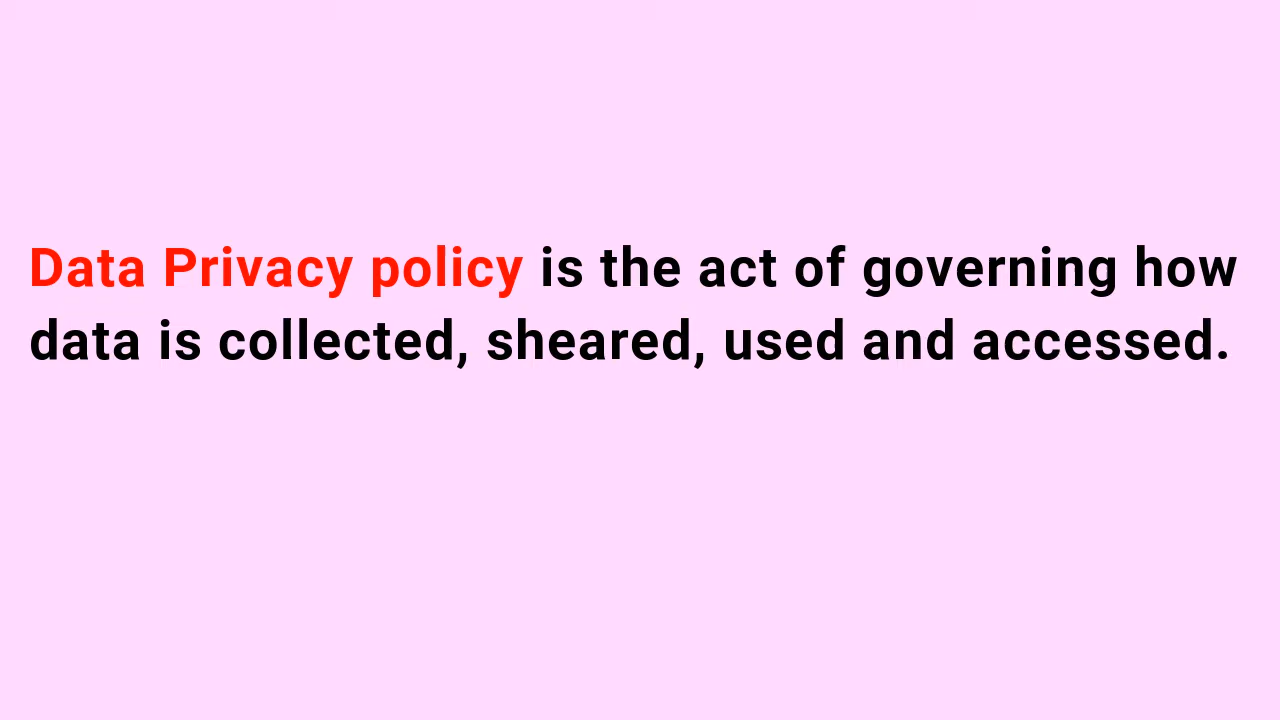 Data Privacy policy is the act of governing how
data is collected, sheared, used and accessed.